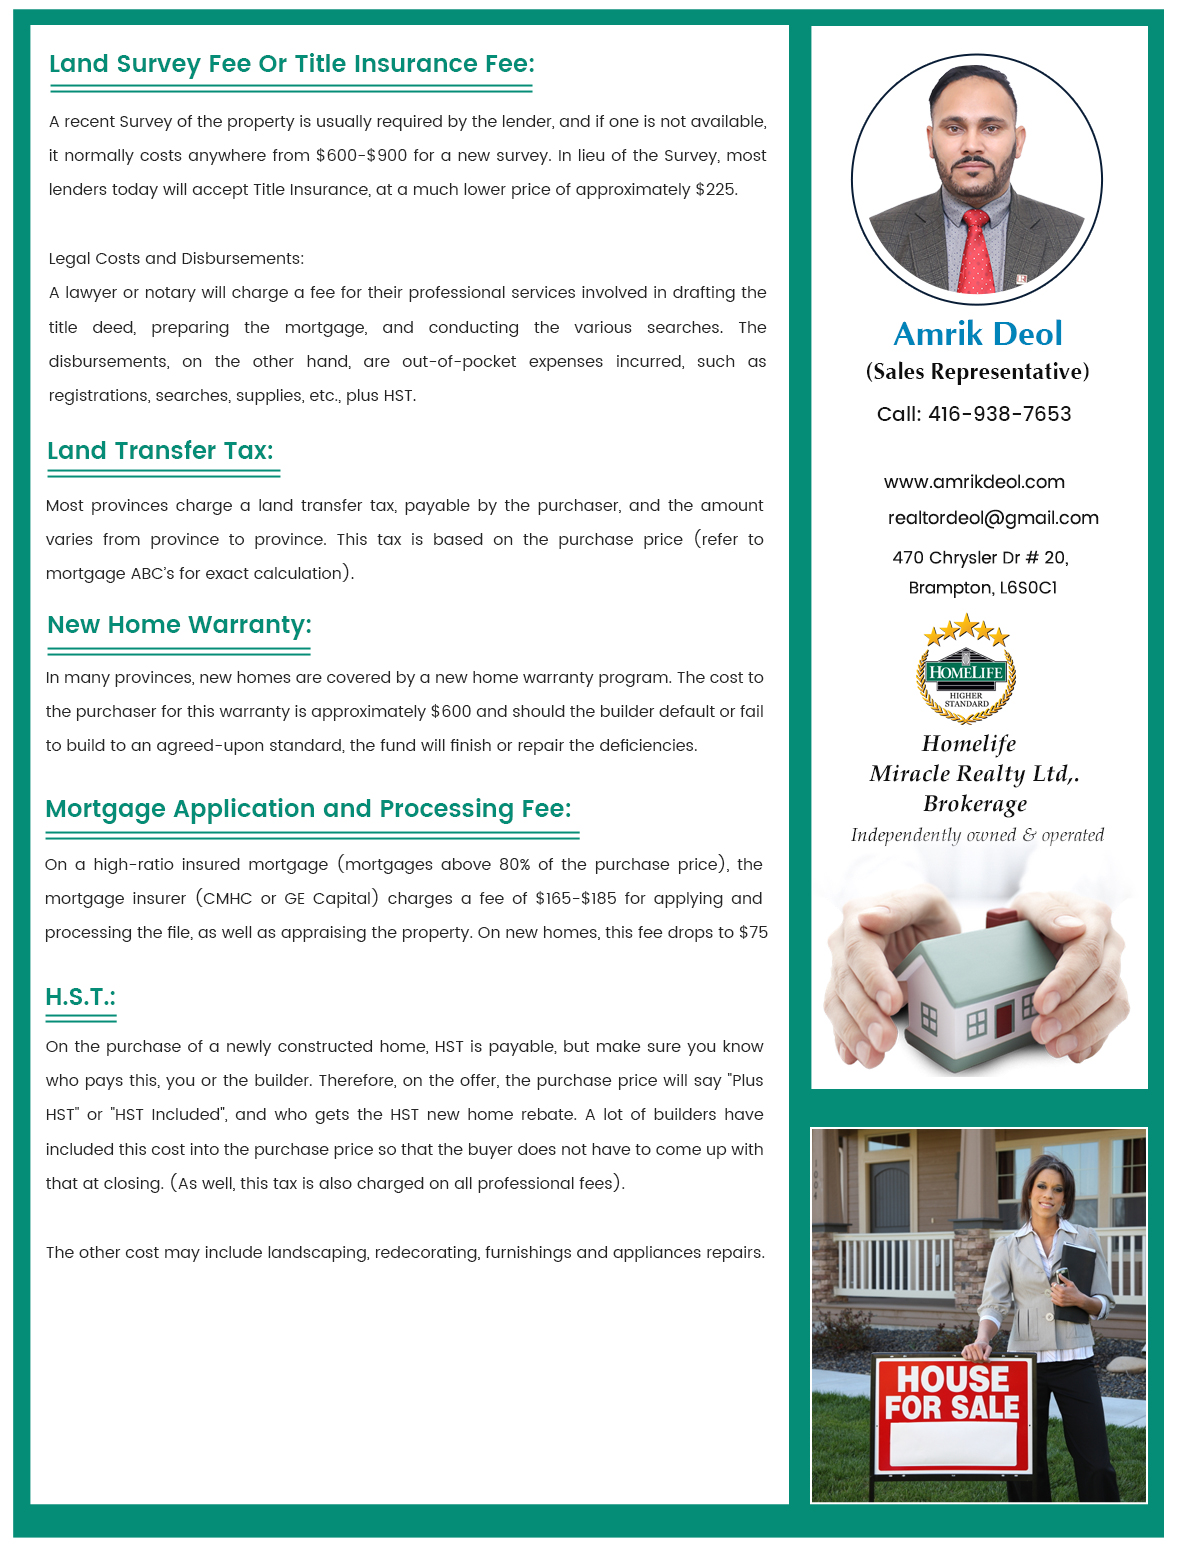 Land Survey Fee Or Title Insurance Fee:
A recent Survey of the property is usually required by the lender, and if one is not available,
it normally costs anywhere from $600-$900 for a new survey. In lieu of the Survey, most
lenders today will accept Title Insurance, at a much lower price of approximately $225.
Legal Costs and Disbursements:
A lawyer or notary will charge a fee for their professional services involved in drafting the
title deed, preparing the mortgage, and conducting the various searches. The
disbursements, on the other hand, are out-of-pocket expenses incurred, such as
registrations, searches, supplies, etc., plus HST.
Land Transfer Tax:
Most provinces charge a land transfer tax, payable by the purchaser, and the amount
varies from province to province. This tax is based on the purchase price (refer to
mortgage ABC’s for exact calculation).
New Home Warranty:
In many provinces, new homes are covered by a new home warranty program. The cost to
the purchaser for this warranty is approximately $600 and should the builder default or fail
to build to an agreed-upon standard, the fund will finish or repair the deficiencies.
Mortgage Application and Processing Fee:
On a high-ratio insured mortgage (mortgages above 80% of the purchase price), the
mortgage insurer (CMHC or GE Capital) charges a fee of $165-$185 for applying and
processing the file, as well as appraising the property. On new homes, this fee drops to $75
H.S.T.:
On the purchase of a newly constructed home, HST is payable, but make sure you know
who pays this, you or the builder. Therefore, on the offer, the purchase price will say "Plus
HST" or "HST Included", and who gets the HST new home rebate. A lot of builders have
included this cost into the purchase price so that the buyer does not have to come up with
that at closing. (As well, this tax is also charged on all professional fees).
The other cost may include landscaping, redecorating, furnishings and appliances repairs.
Amrik Deol
(Sales Representative)
Call: 416-938-7653
www.amrikdeol.com
realtordeol@gmail.com
470 Chrysler Dr # 20,
Brampton, L6S0C1
HOMELIFE
HIGHER
STANDARD
Homelife
Miracle Realty Ltd,.
Brokerage
Independently owned & operated
1004
HOUSE
FOR SALE